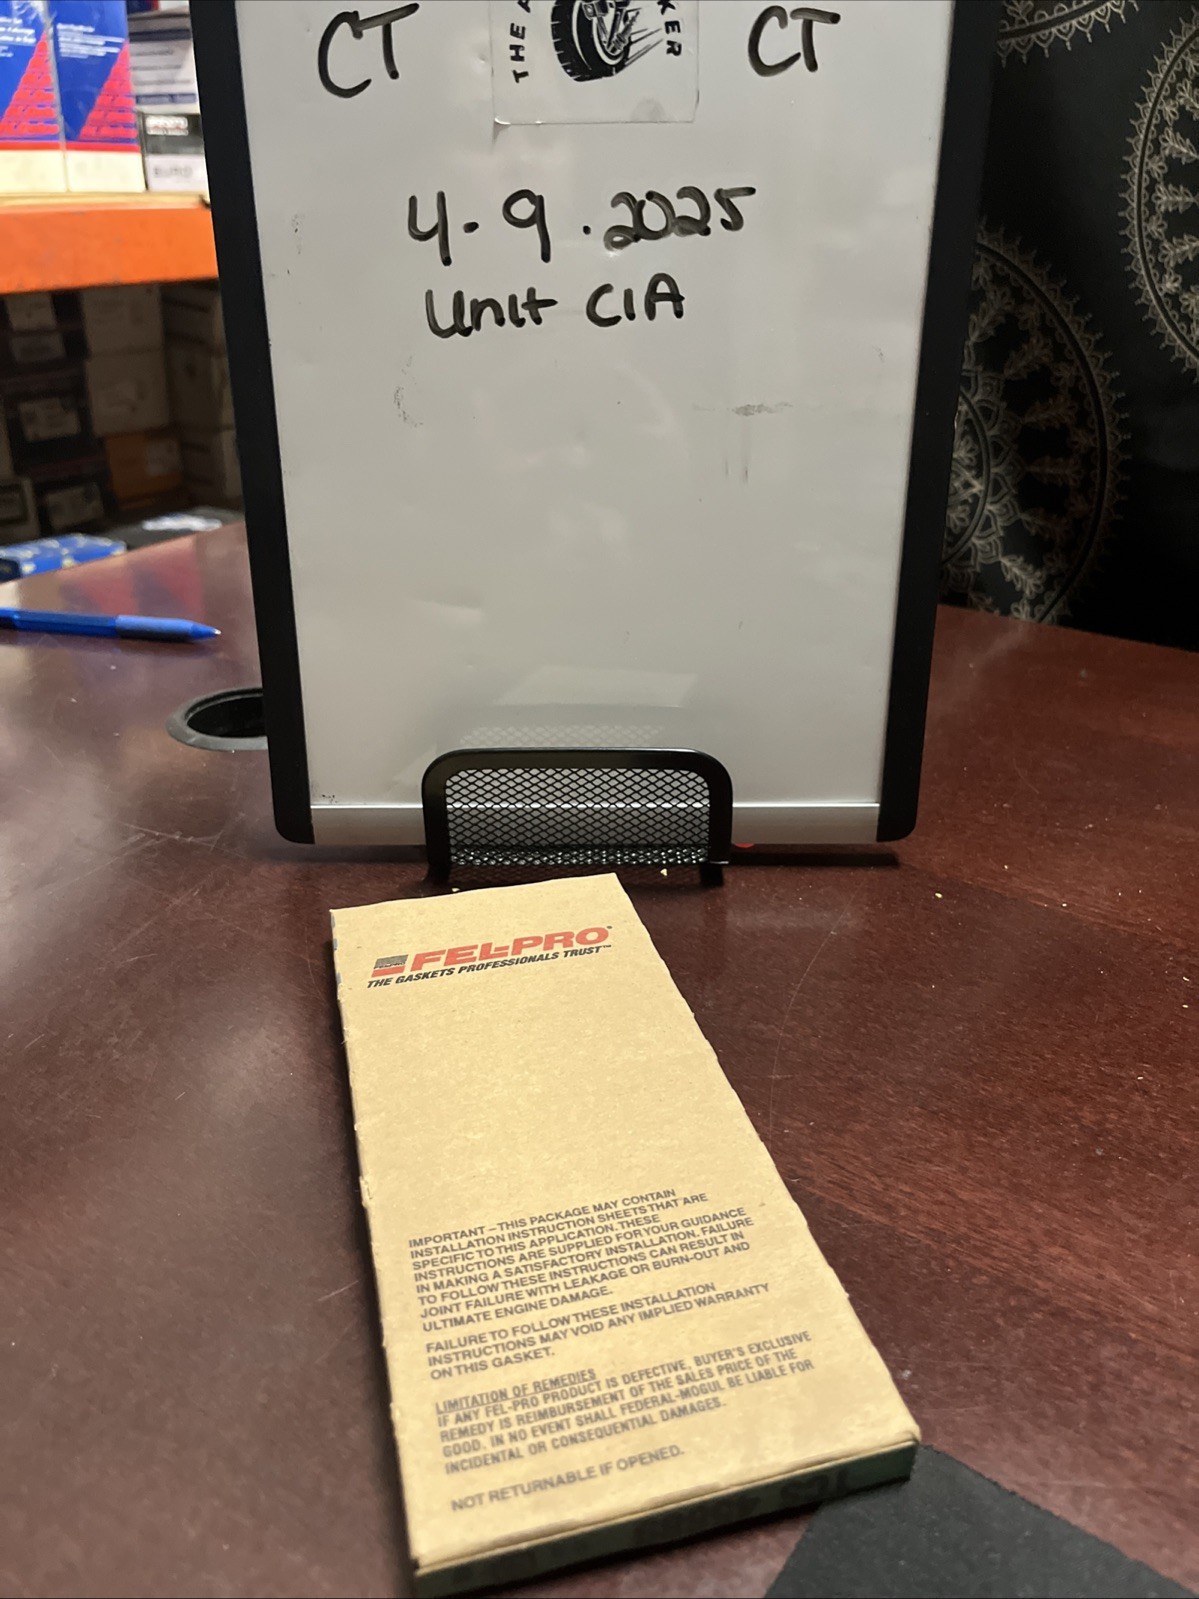 CT
THE A
KER
CT
4.9.2025
Unit C1A
FEL-PRO®
THE GASKETS PROFESSIONALS TRUST™
IMPORTANT – THIS PACKAGE MAY CONTAIN
INSTALLATION INSTRUCTION SHEETS THAT ARE
SPECIFIC TO THIS APPLICATION. THESE
INSTRUCTIONS ARE SUPPLIED FOR YOUR GUIDANCE
IN MAKING A SATISFACTORY INSTALLATION. FAILURE
TO FOLLOW THESE INSTRUCTIONS CAN RESULT IN
JOINT FAILURE WITH LEAKAGE OR BURN-OUT AND
ULTIMATE ENGINE DAMAGE.
FAILURE TO FOLLOW THESE INSTALLATION
INSTRUCTIONS MAY VOID ANY IMPLIED WARRANTY
ON THIS GASKET.
LIMITATION OF REMEDIES
IF ANY FEL-PRO PRODUCT IS DEFECTIVE, BUYER'S EXCLUSIVE
REMEDY IS REIMBURSEMENT OF THE SALES PRICE OF THE
GOOD. IN NO EVENT SHALL FEDERAL-MOGUL BE LIABLE FOR
INCIDENTAL OR CONSEQUENTIAL DAMAGES.
NOT RETURNABLE IF OPENED.